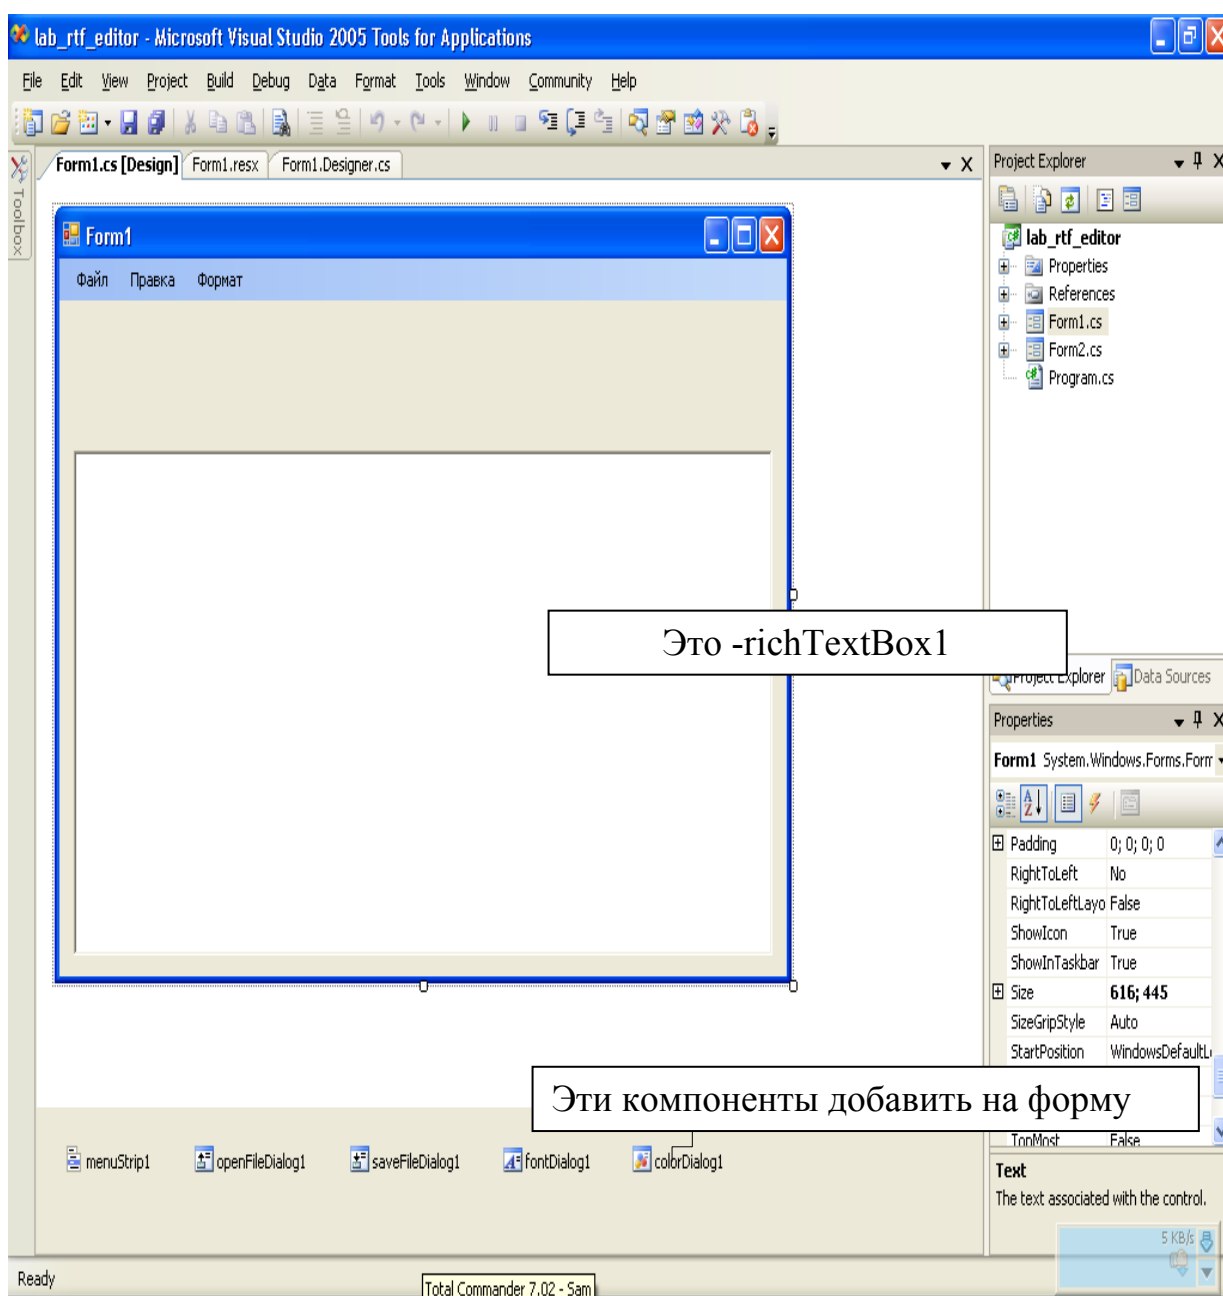 lab_rtf_editor - Microsoft Visual Studio 2005 Tools for Applications
File Edit View Project Build Debug Data Format Tools Window Community Help
Toolbox
Form1.cs [Design] Form1.resx Form1.Designer.cs
Form1
Файл Правка Формат
Это -richTextBox1
Эти компоненты добавить на форму
menuStrip1 openFileDialog1 saveFileDialog1 fontDialog1 colorDialog1
Project Explorer
lab_rtf_editor
Properties
References
Form1.cs
Form2.cs
Program.cs
Project Explorer Data Sources
Properties
Form1 System.Windows.Forms.Form
Padding 0; 0; 0; 0
RightToLeft No
RightToLeftLayo False
ShowIcon True
ShowInTaskbar True
Size 616; 445
SizeGripStyle Auto
StartPosition WindowsDefaultL
TopMost False
Text
The text associated with the control.
5 KB/s
Ready
Total Commander 7.02 - Sam